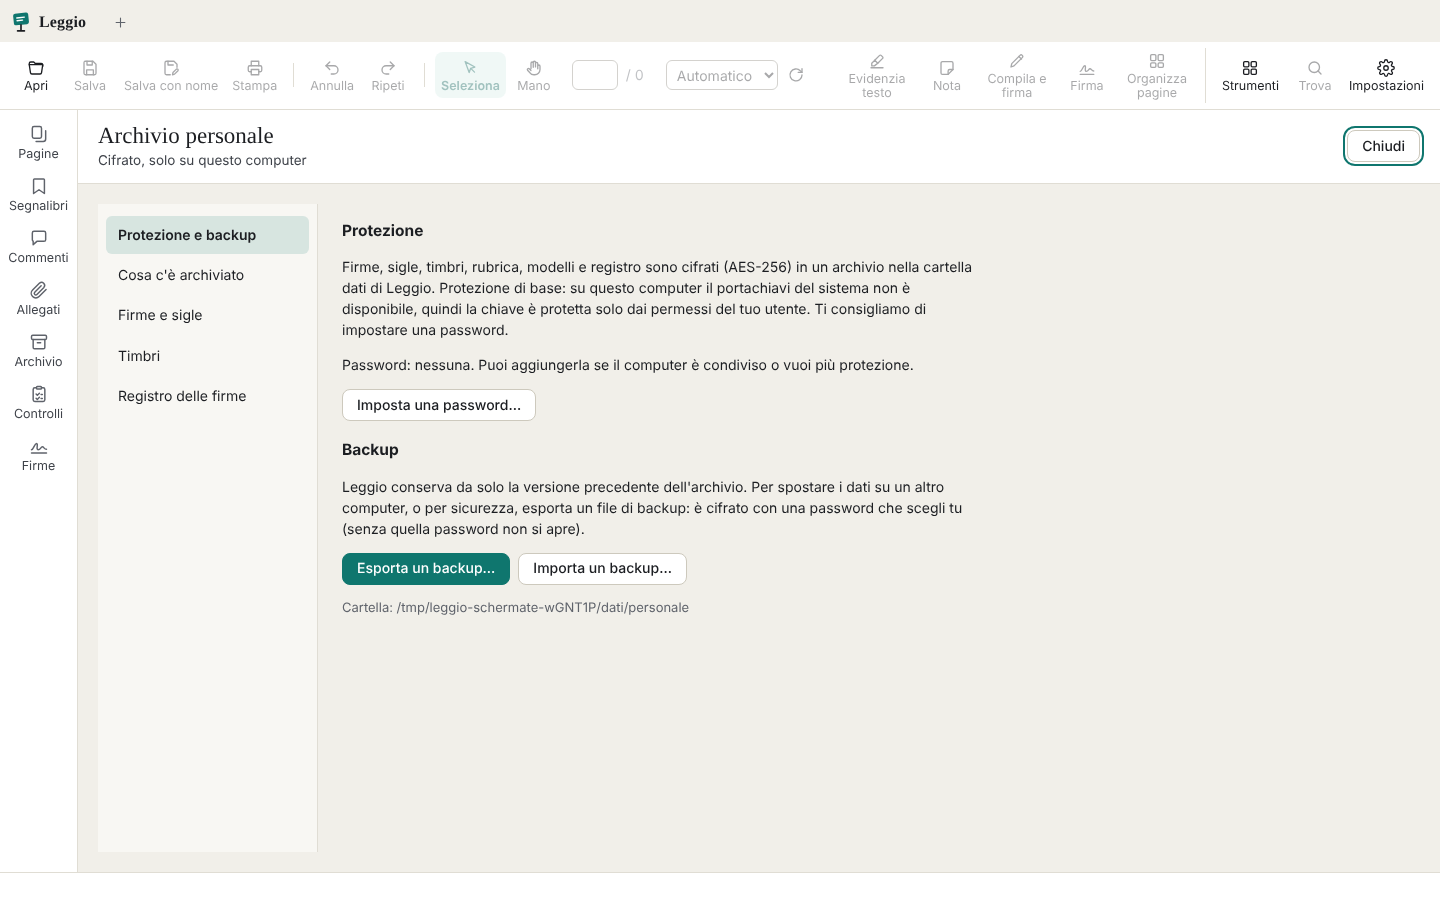 Leggio
Apri
Salva
Salva con nome
Stampa
Annulla
Ripeti
Seleziona
Mano
/ 0
Automatico
Evidenzia
testo
Nota
Compila e
firma
Firma
Organizza
pagine
Strumenti
Trova
Impostazioni
Pagine
Segnalibri
Commenti
Allegati
Archivio
Controlli
Firme
Archivio personale
Cifrato, solo su questo computer
Chiudi
Protezione e backup
Cosa c'è archiviato
Firme e sigle
Timbri
Registro delle firme
Protezione
Firme, sigle, timbri, rubrica, modelli e registro sono cifrati (AES-256) in un archivio nella cartella
dati di Leggio. Protezione di base: su questo computer il portachiavi del sistema non è
disponibile, quindi la chiave è protetta solo dai permessi del tuo utente. Ti consigliamo di
impostare una password.
Password: nessuna. Puoi aggiungerla se il computer è condiviso o vuoi più protezione.
Imposta una password...
Backup
Leggio conserva da solo la versione precedente dell'archivio. Per spostare i dati su un altro
computer, o per sicurezza, esporta un file di backup: è cifrato con una password che scegli tu
(senza quella password non si apre).
Esporta un backup...
Importa un backup...
Cartella: /tmp/leggio-schermate-wGNT1P/dati/personale